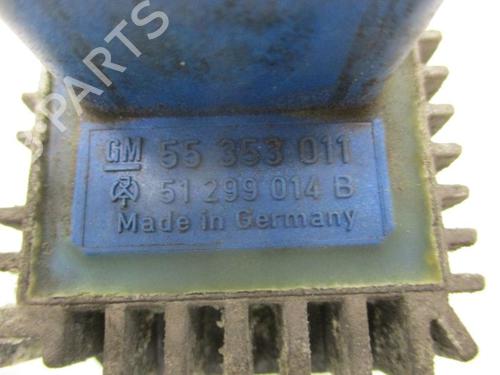 PARTS
GM 55 353 011
51 299 014 B
Made in Germany